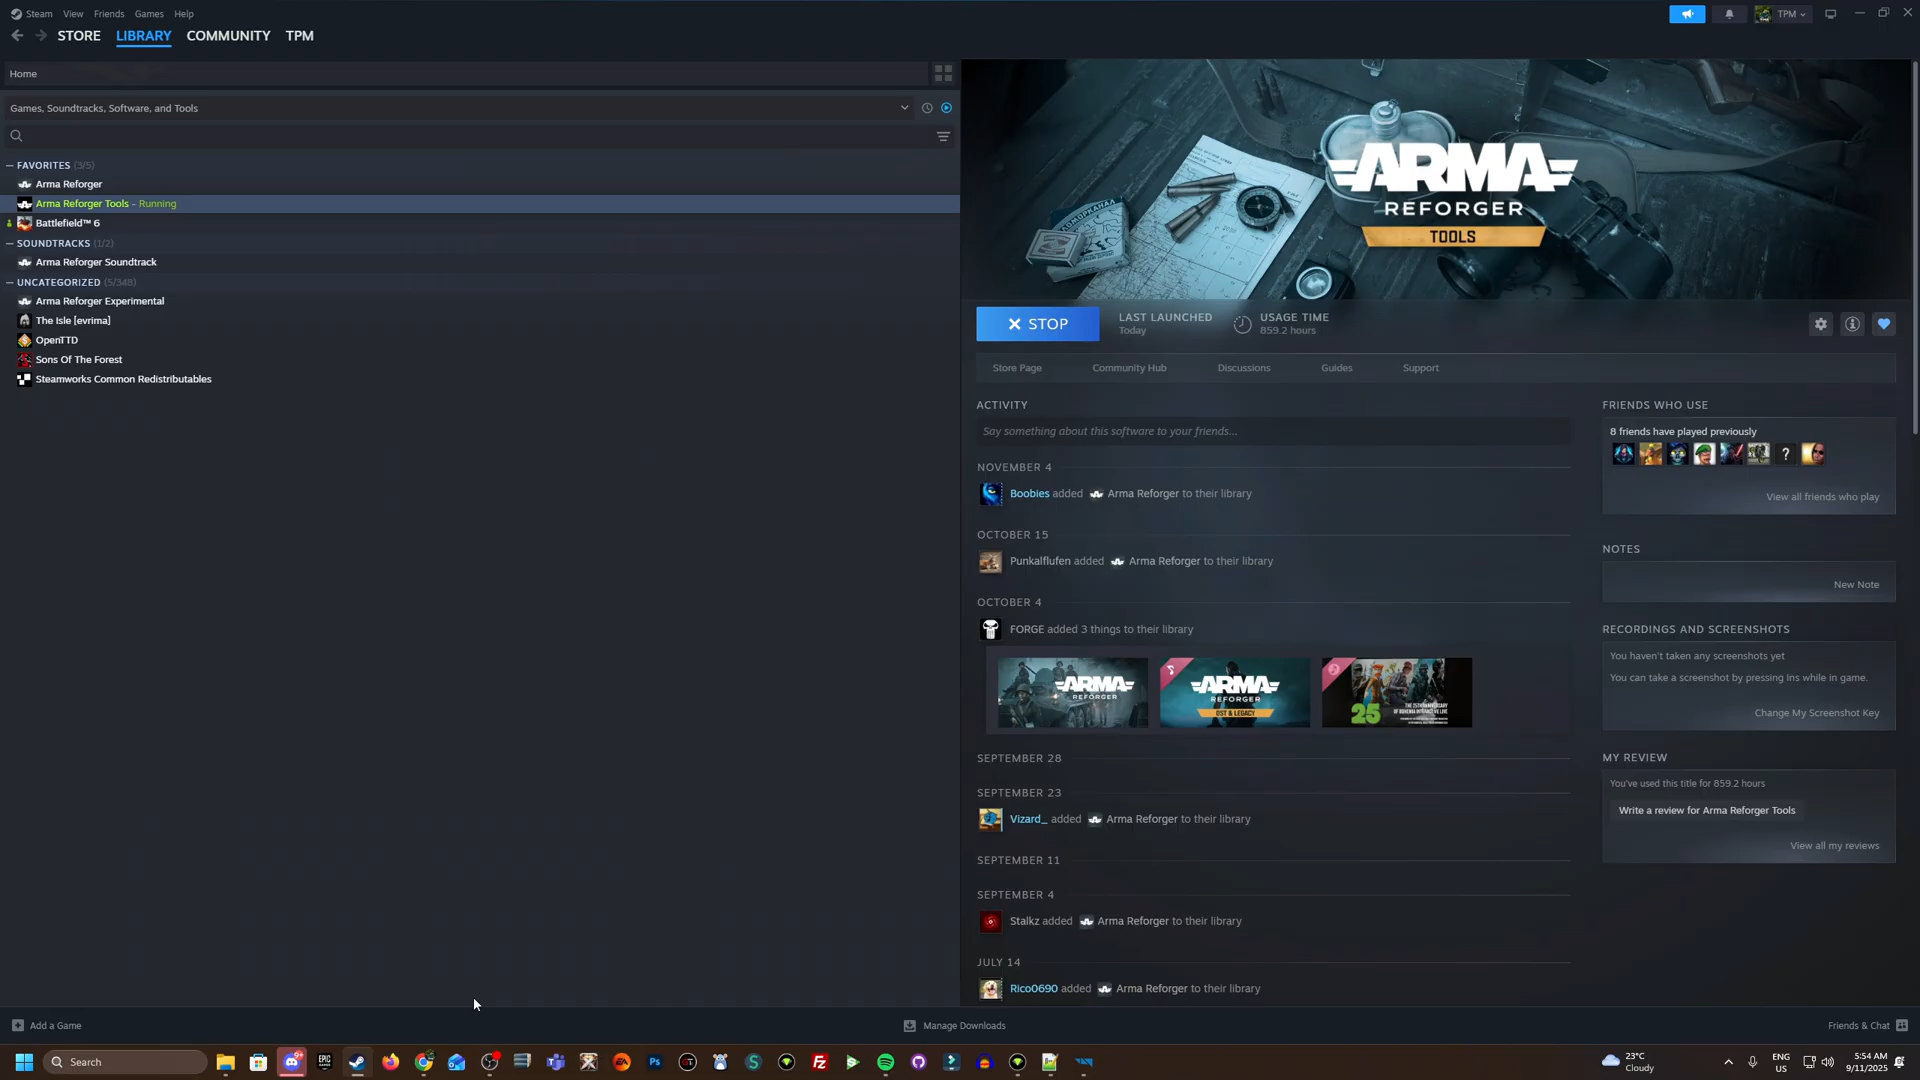 Steam View Friends Games Help
TPM
STORE LIBRARY COMMUNITY TPM
Home
Games, Soundtracks, Software, and Tools
— FAVORITES (3/5)
Arma Reforger
Arma Reforger Tools - Running
Battlefield™ 6
— SOUNDTRACKS (1/2)
Arma Reforger Soundtrack
— UNCATEGORIZED (5/348)
Arma Reforger Experimental
The Isle [evrima]
OpenTTD
Sons Of The Forest
Steamworks Common Redistributables
ARMA
REFORGER
TOOLS
STOP
LAST LAUNCHED
Today
USAGE TIME
859.2 hours
Store Page Community Hub Discussions Guides Support
ACTIVITY
Say something about this software to your friends...
NOVEMBER 4
Boobies added Arma Reforger to their library
OCTOBER 15
Punkalflufen added Arma Reforger to their library
OCTOBER 4
FORGE added 3 things to their library
ARMA
REFORGER
ARMA
REFORGER
OST & LEGACY
25
SEPTEMBER 28
SEPTEMBER 23
Vizard_ added Arma Reforger to their library
SEPTEMBER 11
SEPTEMBER 4
Stalkz added Arma Reforger to their library
JULY 14
Rico0690 added Arma Reforger to their library
FRIENDS WHO USE
8 friends have played previously
?
View all friends who play
NOTES
New Note
RECORDINGS AND SCREENSHOTS
You haven't taken any screenshots yet
You can take a screenshot by pressing Ins while in game.
Change My Screenshot Key
MY REVIEW
You've used this title for 859.2 hours
Write a review for Arma Reforger Tools
View all my reviews
Add a Game
Manage Downloads
Friends & Chat
Search
9+
EPIC
EA
Ps
CT
S
FZ
23°C
Cloudy
ENG
US
5:54 AM
9/11/2025